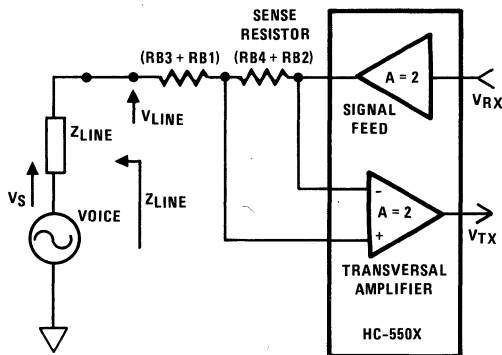 SENSE
RESISTOR
(RB3 + RB1)
(RB4 + RB2)
A = 2
VRX
SIGNAL
FEED
VLINE
ZLINE
VS
ZLINE
VOICE
-
A = 2
+
VTX
TRANSVERSAL
AMPLIFIER
HC-550X